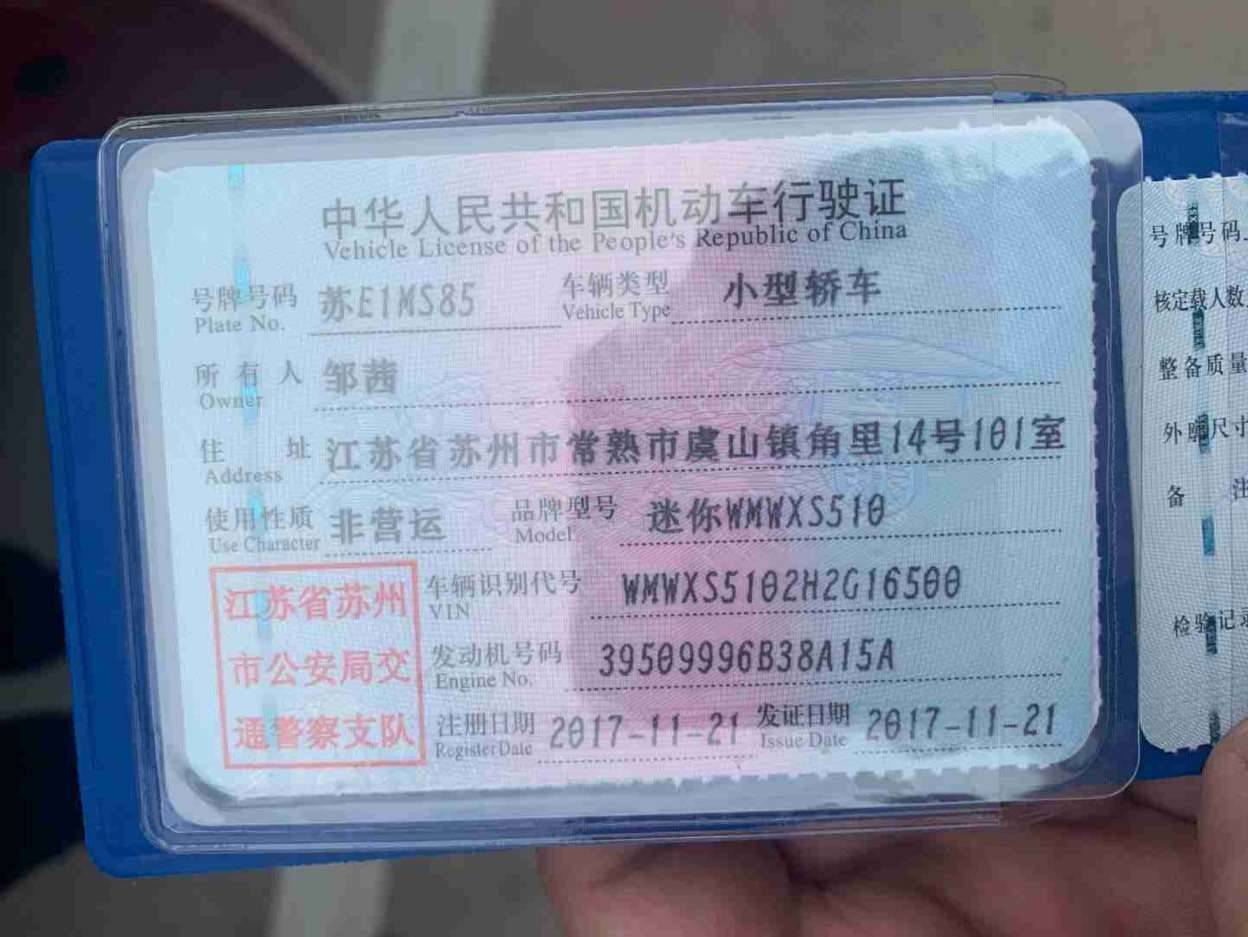 中华人民共和国机动车行驶证
Vehicle License of the People's Republic of China
号牌号码 苏E1MS85 车辆类型 小型轿车
Plate No. Vehicle Type
所有人 邹茜
Owner
住址 江苏省苏州市常熟市虞山镇角里14号101室
Address
使用性质 非营运 品牌型号 迷你WMWXS510
Use Character Model
江苏省苏州
市公安局交
通警察支队
车辆识别代号 WMWXS5102H2G16500
VIN
发动机号码 39509996B38A15A
Engine No.
注册日期 2017-11-21 发证日期 2017-11-21
Register Date Issue Date
号牌号码
核定载人数
整备质量
外廓尺寸
备注
检验记录